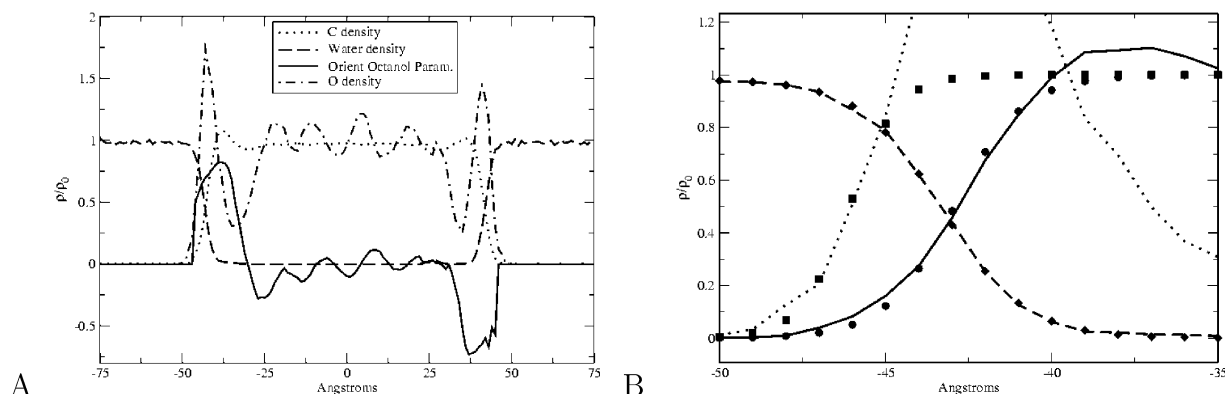 2
1.5
1
0.5
0
-0.5
ρ/ρ0
C density
Water density
Orient Octanol Param.
O density
-75 -50 -25 0 25 50 75
Angstroms
A
1.2
1
0.8
0.6
0.4
0.2
0
ρ/ρ0
-50 -45 -40 -35
Angstroms
B